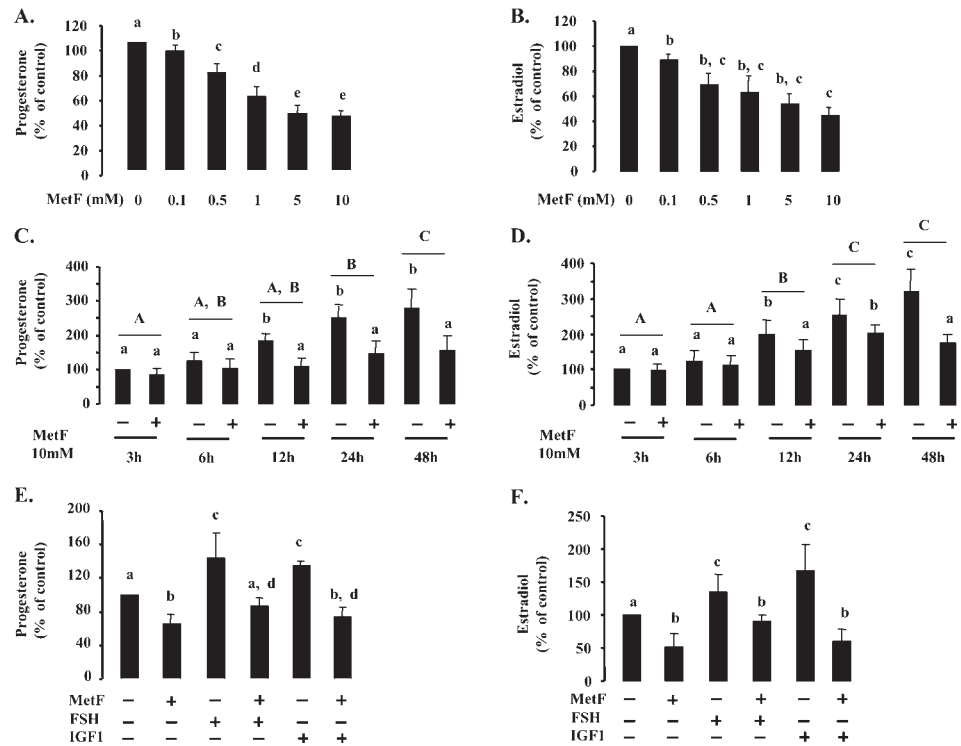 A.
Progesterone
(% of control)
120
100
80
60
40
20
0
a
b
c
d
e
e
MetF (mM) 0 0.1 0.5 1 5 10
B.
Estradiol
(% of control)
120
100
80
60
40
20
0
a
b
b, c
b, c
b, c
c
MetF (mM) 0 0.1 0.5 1 5 10
C.
Progesterone
(% of control)
400
300
200
100
0
A
A, B
A, B
B
C
a a a a b a b a b a
– + – + – + – + – +
MetF
10mM
3h 6h 12h 24h 48h
D.
Estradiol
(% of control)
400
300
200
100
0
A
A
B
C
C
a a a a b a c b c a
– + – + – + – + – +
MetF
10mM
3h 6h 12h 24h 48h
E.
Progesterone
(% of control)
200
160
120
80
40
0
a
b
c
a, d
c
b, d
– + – + – + MetF
– – + + – – FSH
– – – – + + IGF1
F.
Estradiol
(% of control)
250
200
150
100
50
0
a
b
c
b
c
b
MetF – + – + – +
FSH – – + + – –
IGF1 – – – – + +